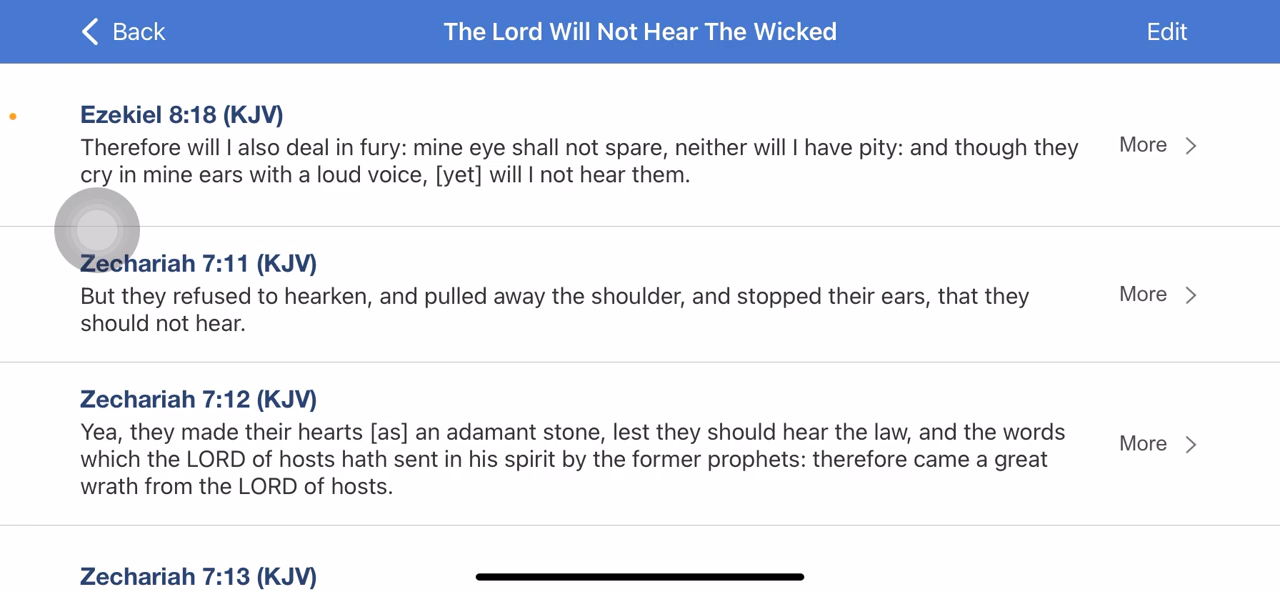 Back
The Lord Will Not Hear The Wicked
Edit
Ezekiel 8:18 (KJV)
Therefore will I also deal in fury: mine eye shall not spare, neither will I have pity: and though they
cry in mine ears with a loud voice, [yet] will I not hear them.
More
Zechariah 7:11 (KJV)
But they refused to hearken, and pulled away the shoulder, and stopped their ears, that they
should not hear.
More
Zechariah 7:12 (KJV)
Yea, they made their hearts [as] an adamant stone, lest they should hear the law, and the words
which the LORD of hosts hath sent in his spirit by the former prophets: therefore came a great
wrath from the LORD of hosts.
More
Zechariah 7:13 (KJV)